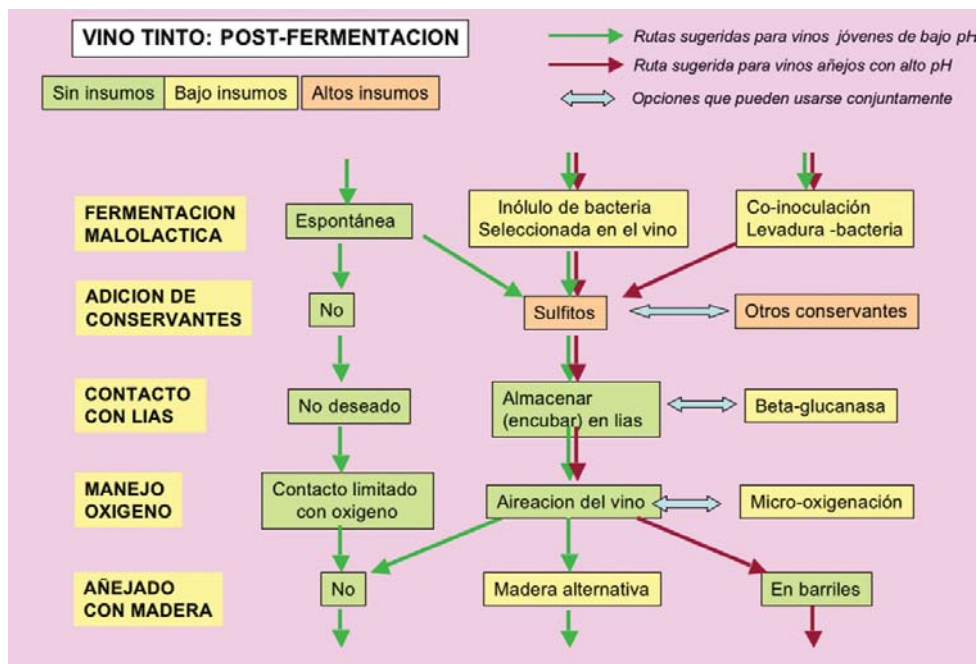 VINO TINTO: POST-FERMENTACION
Rutas sugeridas para vinos jóvenes de bajo pH
Ruta sugerida para vinos añejos con alto pH
Opciones que pueden usarse conjuntamente
Sin insumos
Bajo insumos
Altos insumos
FERMENTACION
MALOLACTICA
Espontánea
Inólulo de bacteria
Seleccionada en el vino
Co-inoculación
Levadura -bacteria
ADICION DE
CONSERVANTES
No
Sulfitos
Otros conservantes
CONTACTO
CON LIAS
No deseado
Almacenar
(encubar) en lias
Beta-glucanasa
MANEJO
OXIGENO
Contacto limitado
con oxigeno
Aireacion del vino
Micro-oxigenación
AÑEJADO
CON MADERA
No
Madera alternativa
En barriles